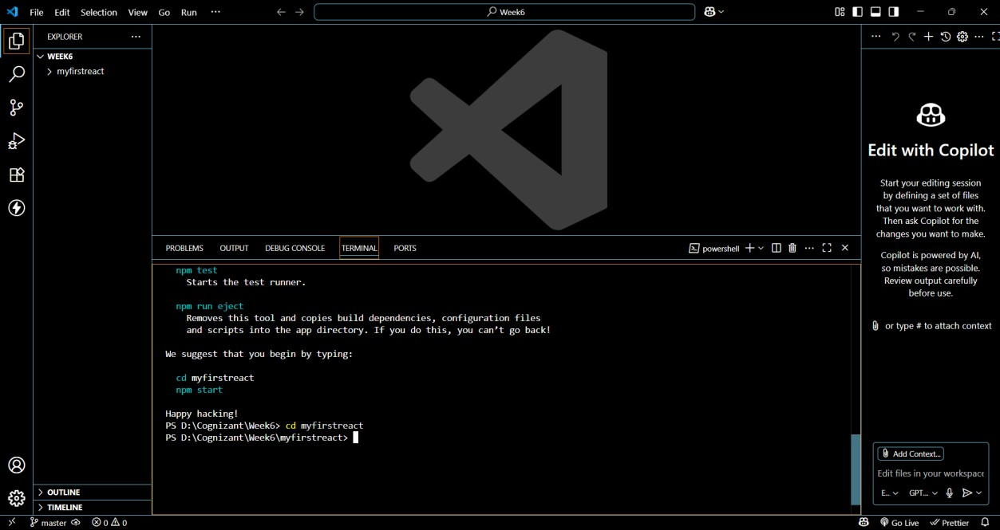 File Edit Selection View Go Run ··· Week6
EXPLORER ···
WEEK6
myfirstreact
OUTLINE
TIMELINE
PROBLEMS OUTPUT DEBUG CONSOLE TERMINAL PORTS powershell
npm test
Starts the test runner.
npm run eject
Removes this tool and copies build dependencies, configuration files
and scripts into the app directory. If you do this, you can’t go back!
We suggest that you begin by typing:
cd myfirstreact
npm start
Happy hacking!
PS D:\Cognizant\Week6> cd myfirstreact
PS D:\Cognizant\Week6\myfirstreact>
Edit with Copilot
Start your editing session
by defining a set of files
that you want to work with.
Then ask Copilot for the
changes you want to make.
Copilot is powered by AI,
so mistakes are possible.
Review output carefully
before use.
or type # to attach context
Add Context...
Edit files in your workspace
E... GPT...
master 0 0 Go Live Prettier